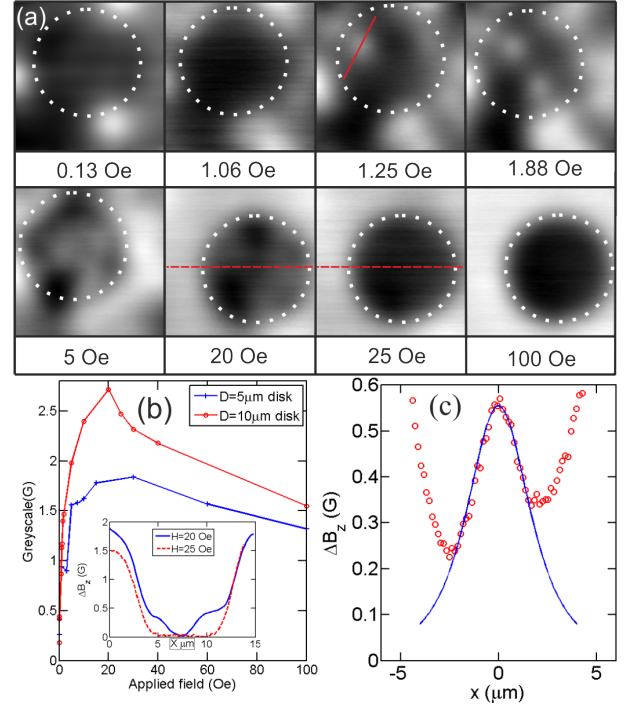 (a)
0.13 Oe 1.06 Oe 1.25 Oe 1.88 Oe
5 Oe 20 Oe 25 Oe 100 Oe
(b)
D=5μm disk
D=10μm disk
Greyscale(G)
2.5
2
1.5
1
0.5
0
0 20 40 60 80 100
Applied field (Oe)
H=20 Oe
H=25 Oe
ΔB_z (G)
2
1.5
1
0.5
0
0 5 10 15
X μm
(c)
ΔB_z (G)
0.6
0.5
0.4
0.3
0.2
0.1
0
−5 0 5
x (μm)